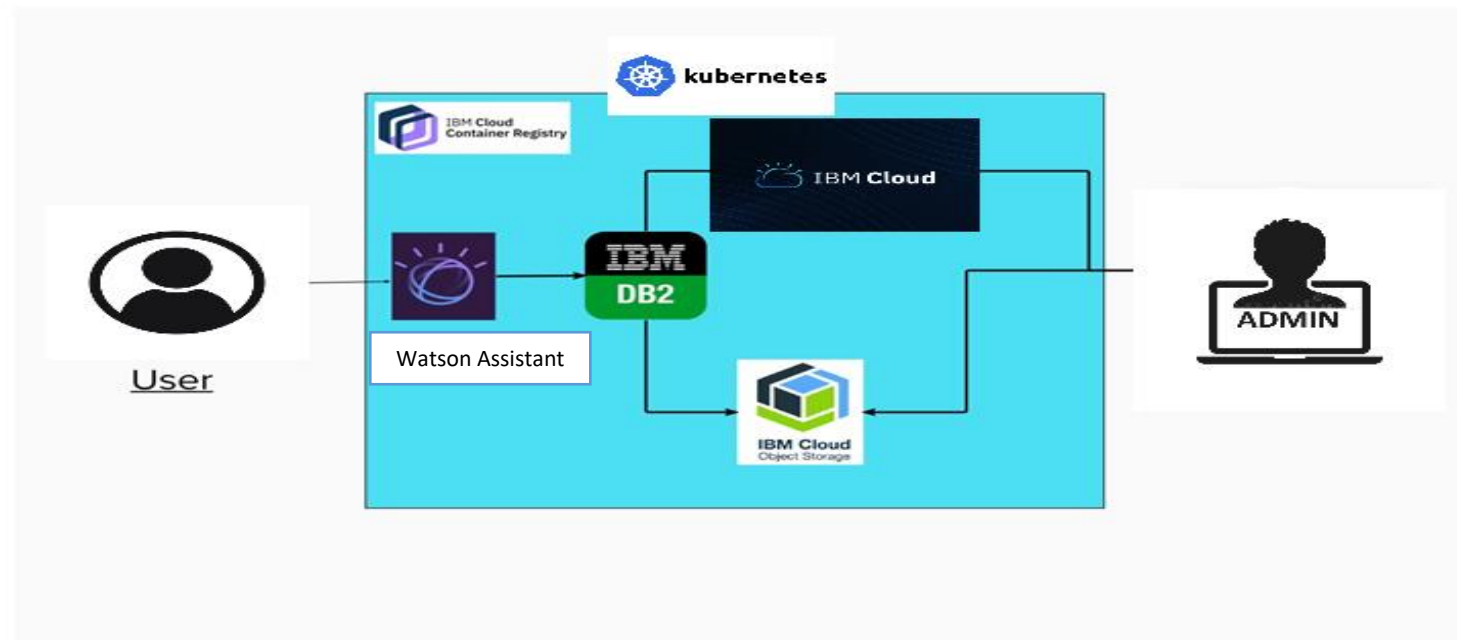 kubernetes
IBM Cloud
Container Registry
IBM Cloud
IBM
DB2
Watson Assistant
User
ADMIN
IBM Cloud
Object Storage